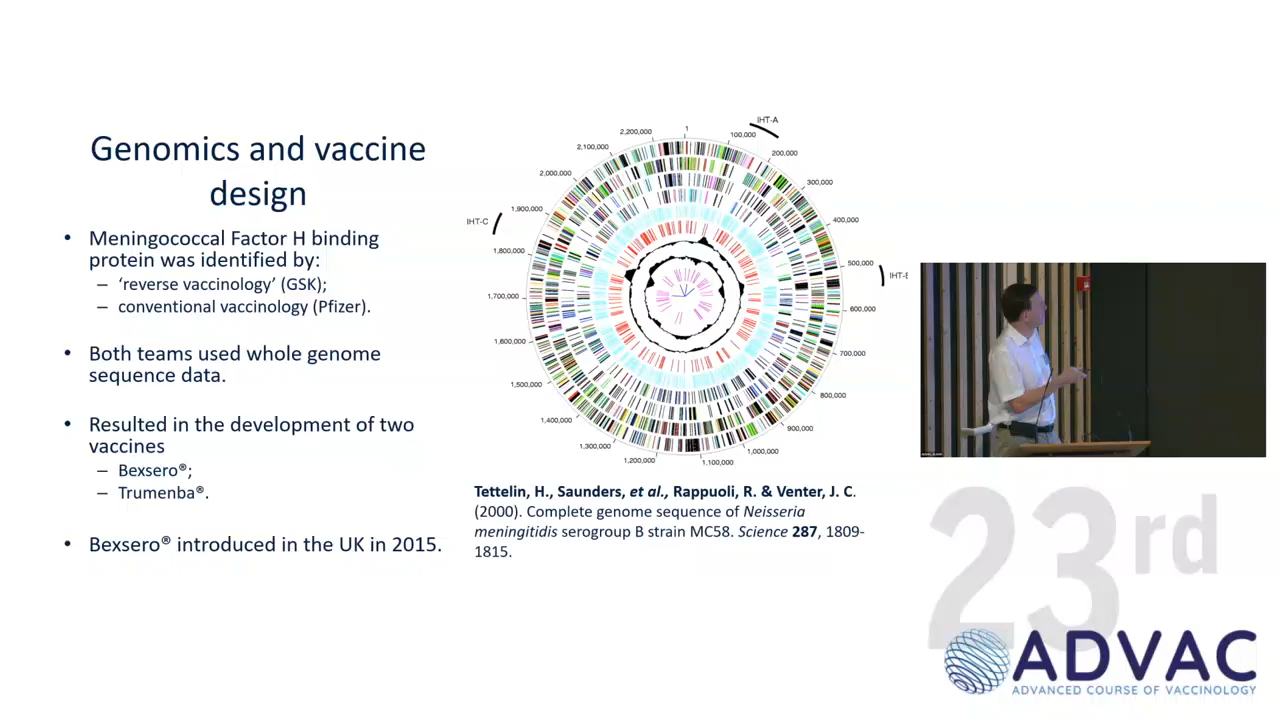 Genomics and vaccine
design
• Meningococcal Factor H binding
protein was identified by:
– ‘reverse vaccinology’ (GSK);
– conventional vaccinology (Pfizer).
• Both teams used whole genome
sequence data.
• Resulted in the development of two
vaccines
– Bexsero®;
– Trumenba®.
• Bexsero® introduced in the UK in 2015.
1
100,000
IHT-A
200,000
300,000
400,000
500,000
IHT-B
600,000
700,000
800,000
900,000
1,000,000
1,100,000
1,200,000
1,300,000
1,400,000
1,500,000
1,600,000
1,700,000
1,800,000
IHT-C
1,900,000
2,000,000
2,100,000
2,200,000
Tettelin, H., Saunders, et al., Rappuoli, R. & Venter, J. C.
(2000). Complete genome sequence of Neisseria
meningitidis serogroup B strain MC58. Science 287, 1809-
1815.
23rd
ADVAC
ADVANCED COURSE OF VACCINOLOGY